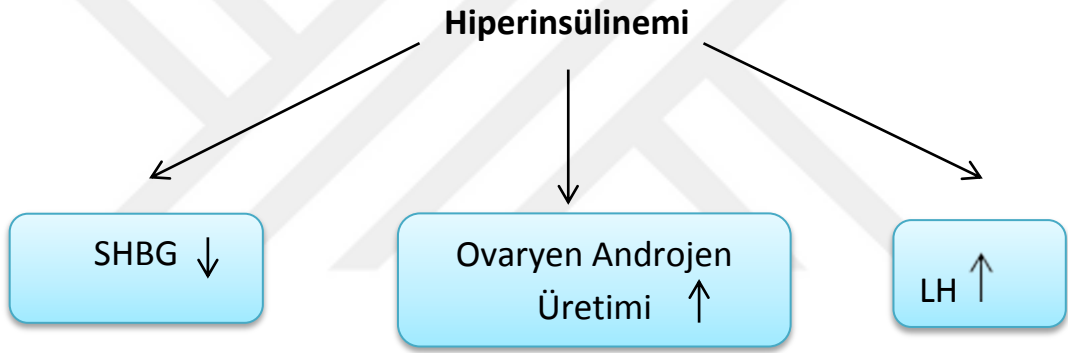 Hiperinsülinemi
SHBG ↓
Ovaryen Androjen
Üretimi ↑
LH ↑